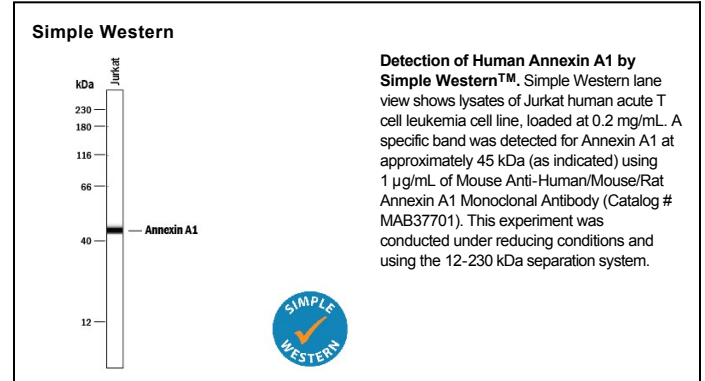 Simple Western
Jurkat
kDa
230
180
116
66
Annexin A1
40
12
SIMPLE
WESTERN
Detection of Human Annexin A1 by
Simple Western™. Simple Western lane
view shows lysates of Jurkat human acute T
cell leukemia cell line, loaded at 0.2 mg/mL. A
specific band was detected for Annexin A1 at
approximately 45 kDa (as indicated) using
1 µg/mL of Mouse Anti-Human/Mouse/Rat
Annexin A1 Monoclonal Antibody (Catalog #
MAB37701). This experiment was
conducted under reducing conditions and
using the 12-230 kDa separation system.